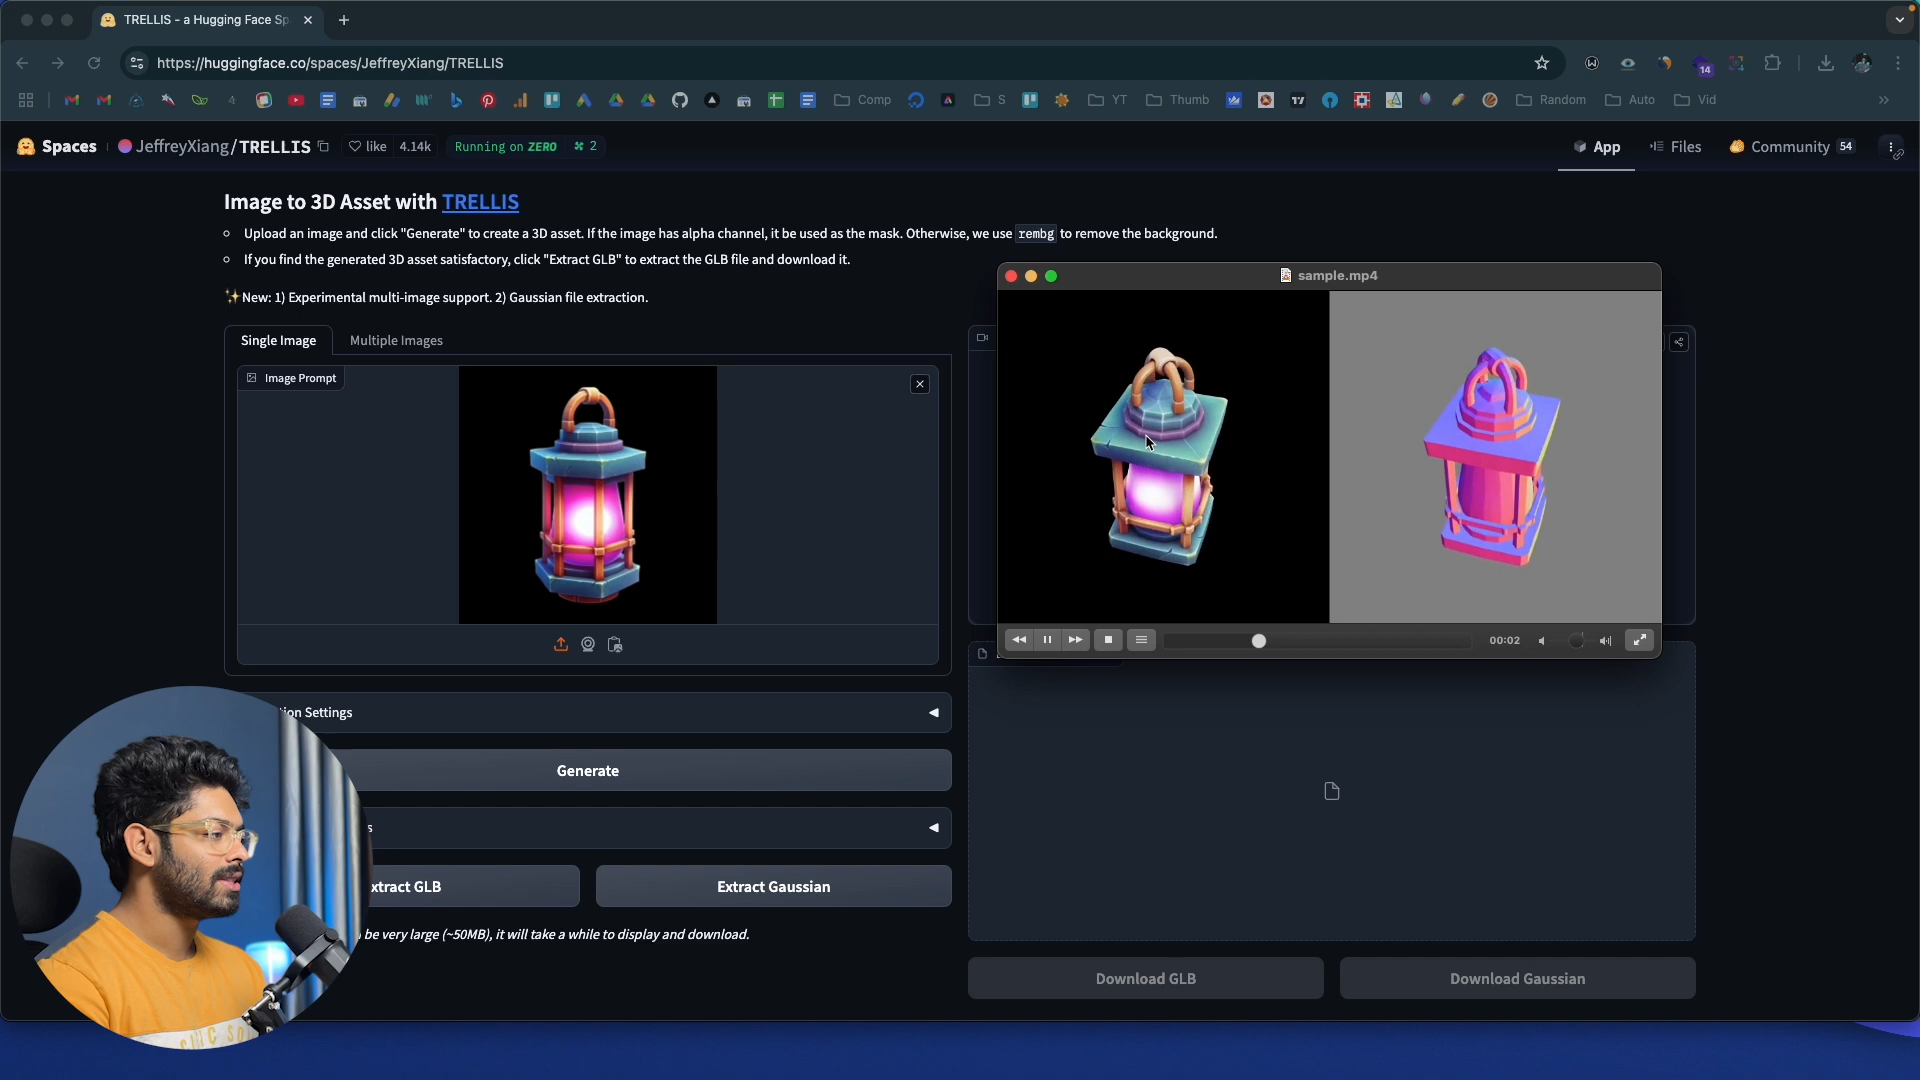 TRELLIS - a Hugging Face Sp
https://huggingface.co/spaces/JeffreyXiang/TRELLIS
14
Comp
S
YT
Thumb
Random
Auto
Vid
Spaces
JeffreyXiang/TRELLIS
like
4.14k
Running on ZERO
2
App
Files
Community
54
Image to 3D Asset with TRELLIS
Upload an image and click "Generate" to create a 3D asset. If the image has alpha channel, it be used as the mask. Otherwise, we use rembg to remove the background.
If you find the generated 3D asset satisfactory, click "Extract GLB" to extract the GLB file and download it.
✨New: 1) Experimental multi-image support. 2) Gaussian file extraction.
sample.mp4
Single Image
Multiple Images
Image Prompt
00:02
ion Settings
Generate
s
xtract GLB
Extract Gaussian
be very large (~50MB), it will take a while to display and download.
Download GLB
Download Gaussian